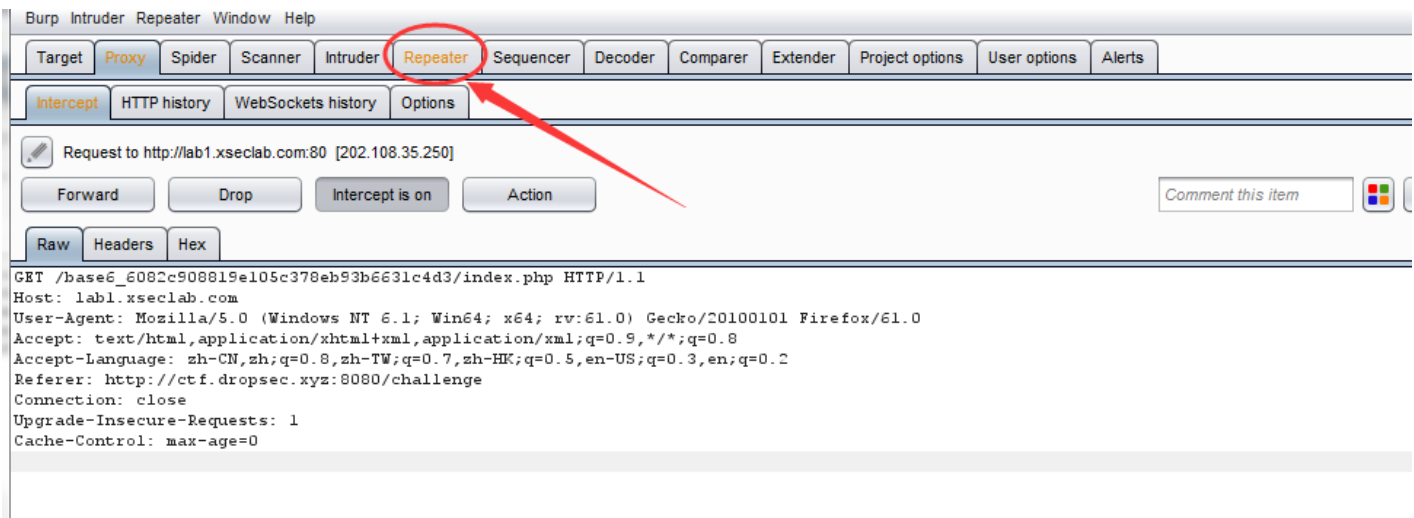 Burp Intruder Repeater Window Help
Target Proxy Spider Scanner Intruder Repeater Sequencer Decoder Comparer Extender Project options User options Alerts
Intercept HTTP history WebSockets history Options
Request to http://lab1.xseclab.com:80 [202.108.35.250]
Forward Drop Intercept is on Action Comment this item
Raw Headers Hex
GET /base6_6082c908819e105c378eb93b6631c4d3/index.php HTTP/1.1
Host: lab1.xseclab.com
User-Agent: Mozilla/5.0 (Windows NT 6.1; Win64; x64; rv:61.0) Gecko/20100101 Firefox/61.0
Accept: text/html,application/xhtml+xml,application/xml;q=0.9,*/*;q=0.8
Accept-Language: zh-CN,zh;q=0.8,zh-TW;q=0.7,zh-HK;q=0.5,en-US;q=0.3,en;q=0.2
Referer: http://ctf.dropsec.xyz:8080/challenge
Connection: close
Upgrade-Insecure-Requests: 1
Cache-Control: max-age=0